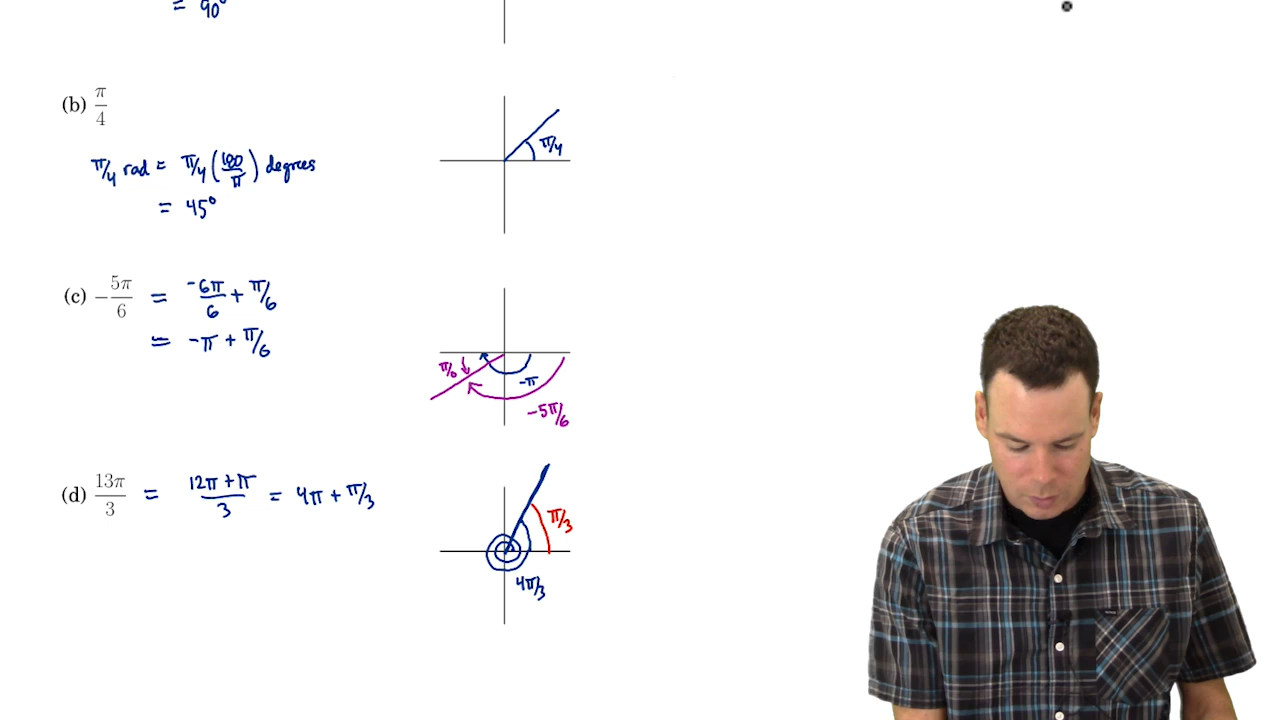 = 90°
(b) π/4
π/4
π/4 rad = π/4 (180/π) degrees
= 45°
(c) −5π/6 = -6π/6 + π/6
= -π + π/6
π/6
-π
-5π/6
(d) 13π/3 = 12π+π/3 = 4π + π/3
π/3
4π/3